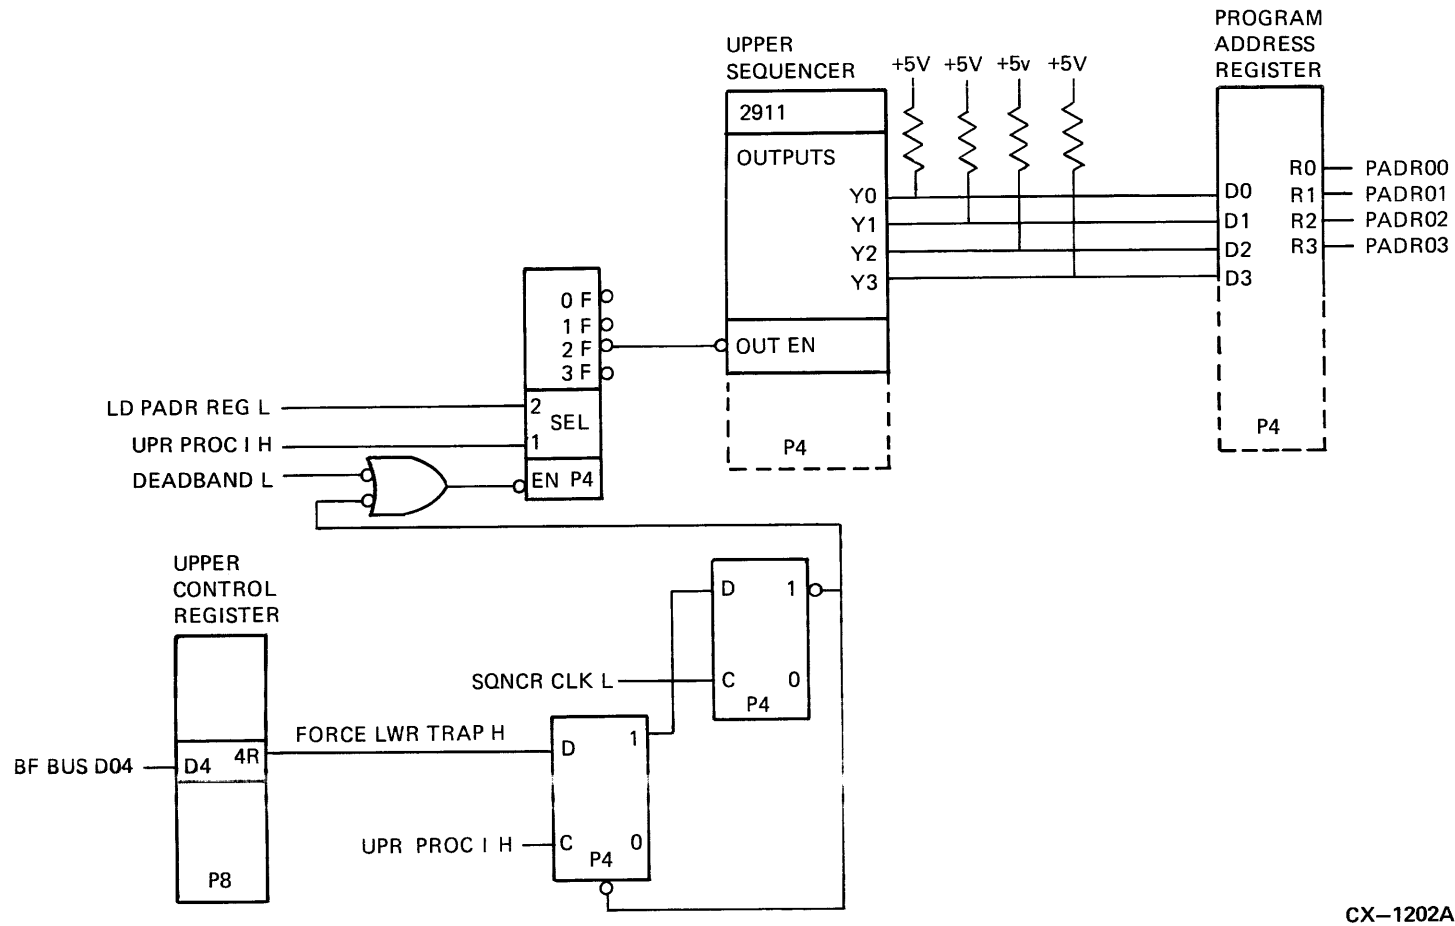 PROGRAM
ADDRESS
REGISTER
UPPER
SEQUENCER
+5V +5V +5v +5V
2911
OUTPUTS
Y0
Y1
Y2
Y3
OUT EN
P4
D0
D1
D2
D3
R0
R1
R2
R3
P4
PADR00
PADR01
PADR02
PADR03
0 F
1 F
2 F
3 F
LD PADR REG L
2
SEL
UPR PROC I H
1
DEADBAND L
EN P4
UPPER
CONTROL
REGISTER
BF BUS D04
D4
4R
P8
FORCE LWR TRAP H
D
1
UPR PROC I H
C
0
P4
D
1
SQNCR CLK L
C
0
P4
CX–1202A